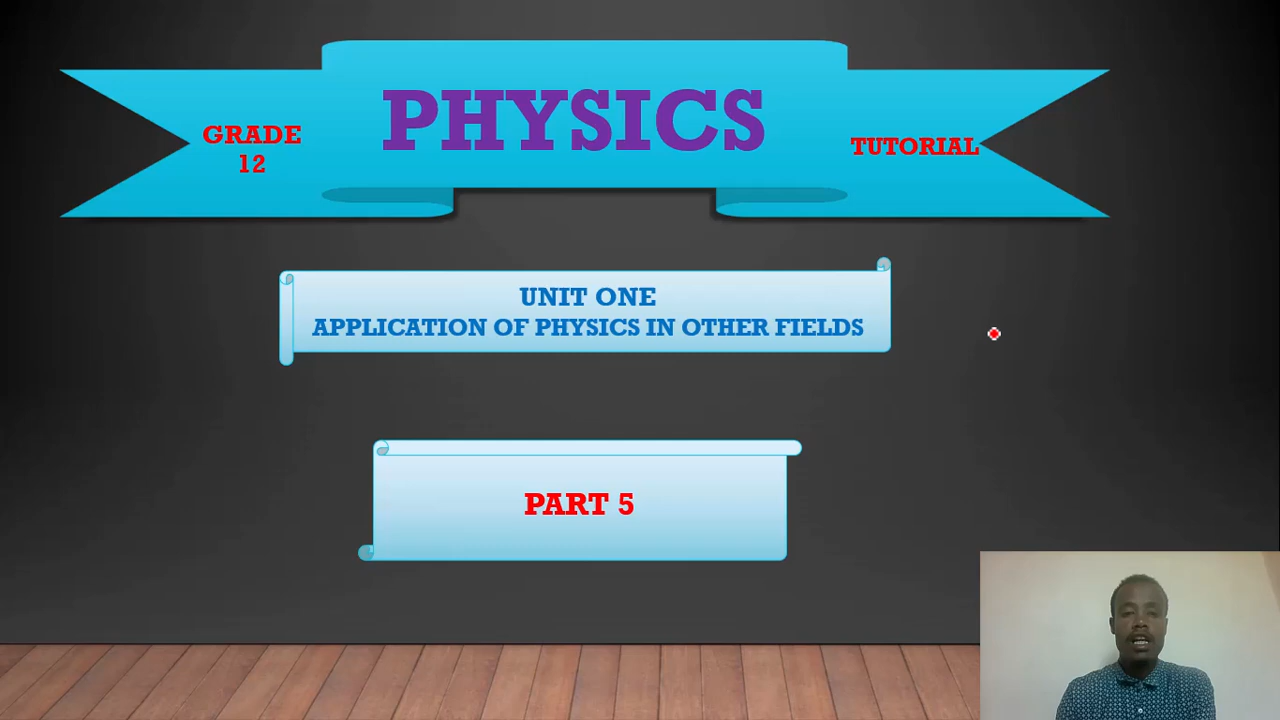 GRADE
12
PHYSICS
TUTORIAL
UNIT ONE
APPLICATION OF PHYSICS IN OTHER FIELDS
PART 5